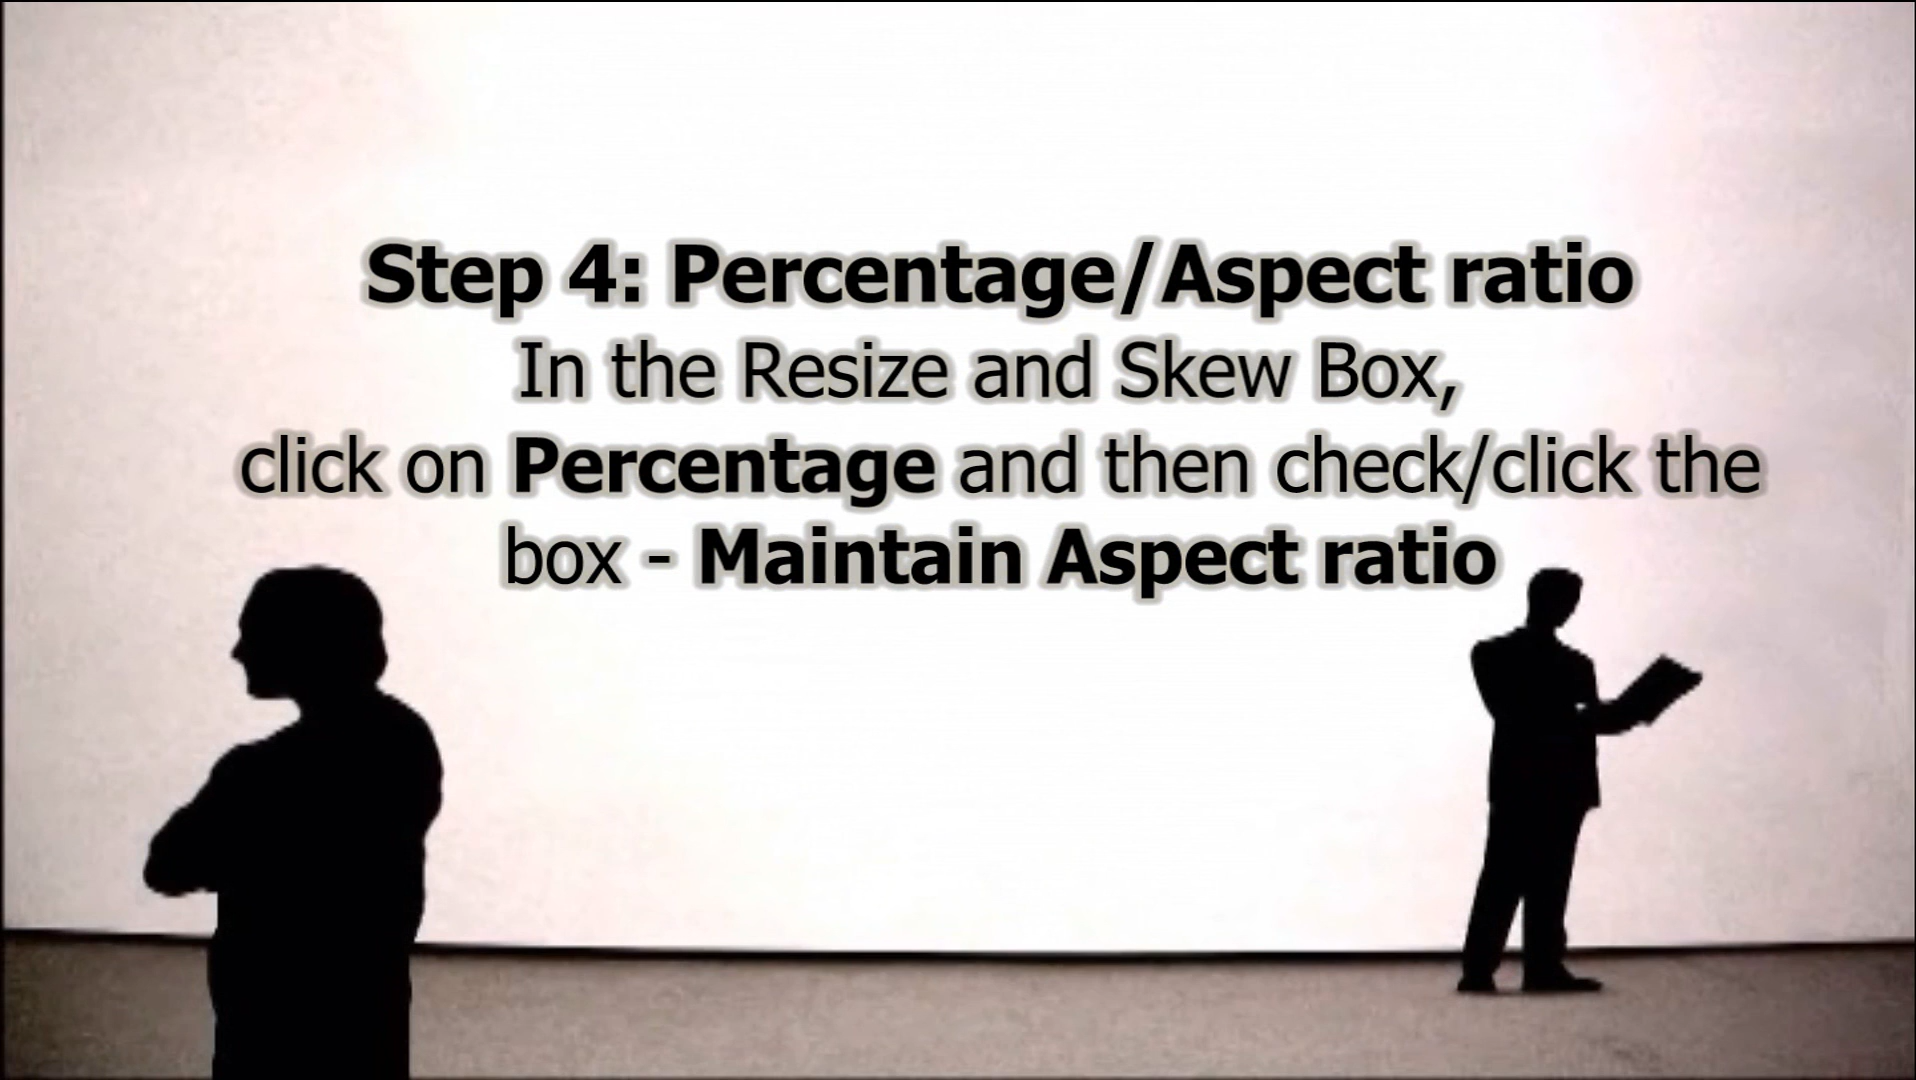 Step 4: Percentage/Aspect ratio
In the Resize and Skew Box,
click on Percentage and then check/click the
box - Maintain Aspect ratio